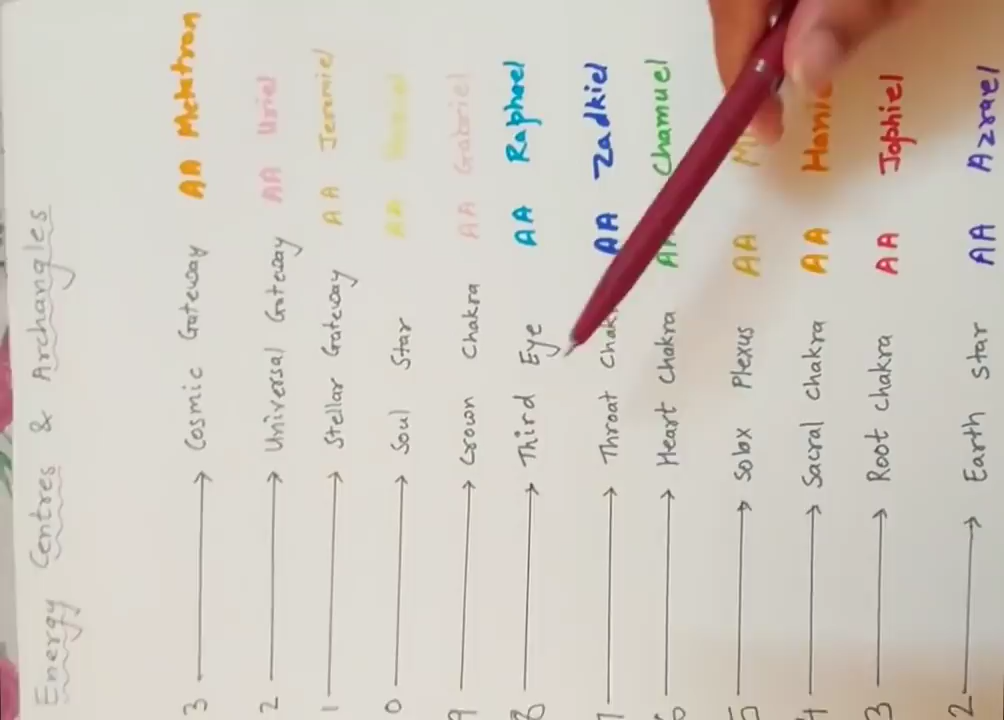 Energy Centres & Archangles
3 → Cosmic Gateway AA Metatron
2 → Universal Gateway AA Uriel
1 → Stellar Gateway AA Jeremiel
0 → Soul Star AA
9 → Crown Chakra AA Gabriel
8 → Third Eye AA Raphael
7 → Throat AA Zadkiel
6 → Heart Chakra AA Chamuel
5 → Solax Plexus AA
4 → Sacral Chakra AA Hanie
3 → Root Chakra AA Jophiel
2 → Earth star AA Azrael